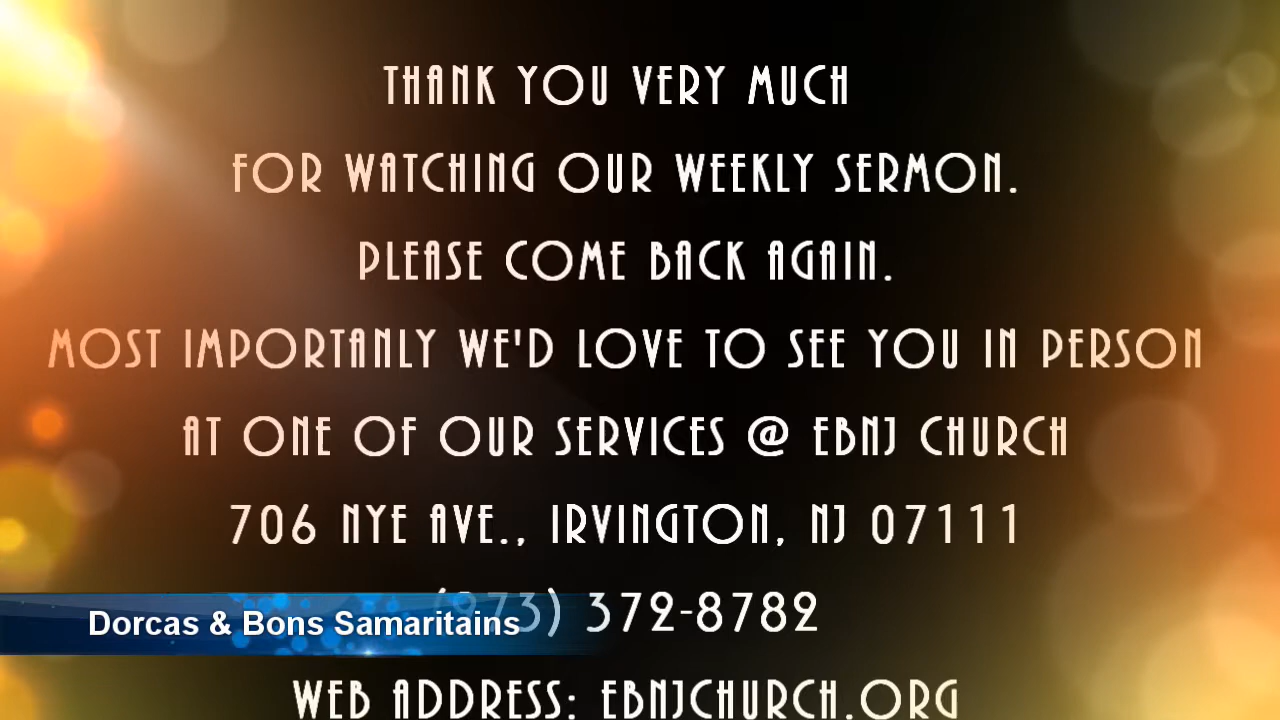 THANK YOU VERY MUCH
FOR WATCHING OUR WEEKLY SERMON.
PLEASE COME BACK AGAIN.
MOST IMPORTANLY WE'D LOVE TO SEE YOU IN PERSON
AT ONE OF OUR SERVICES @ EBNJ CHURCH
706 NYE AVE., IRVINGTON, NJ 07111
(973) 372-8782
Dorcas & Bons Samaritains
WEB ADDRESS: EBNJCHURCH.ORG